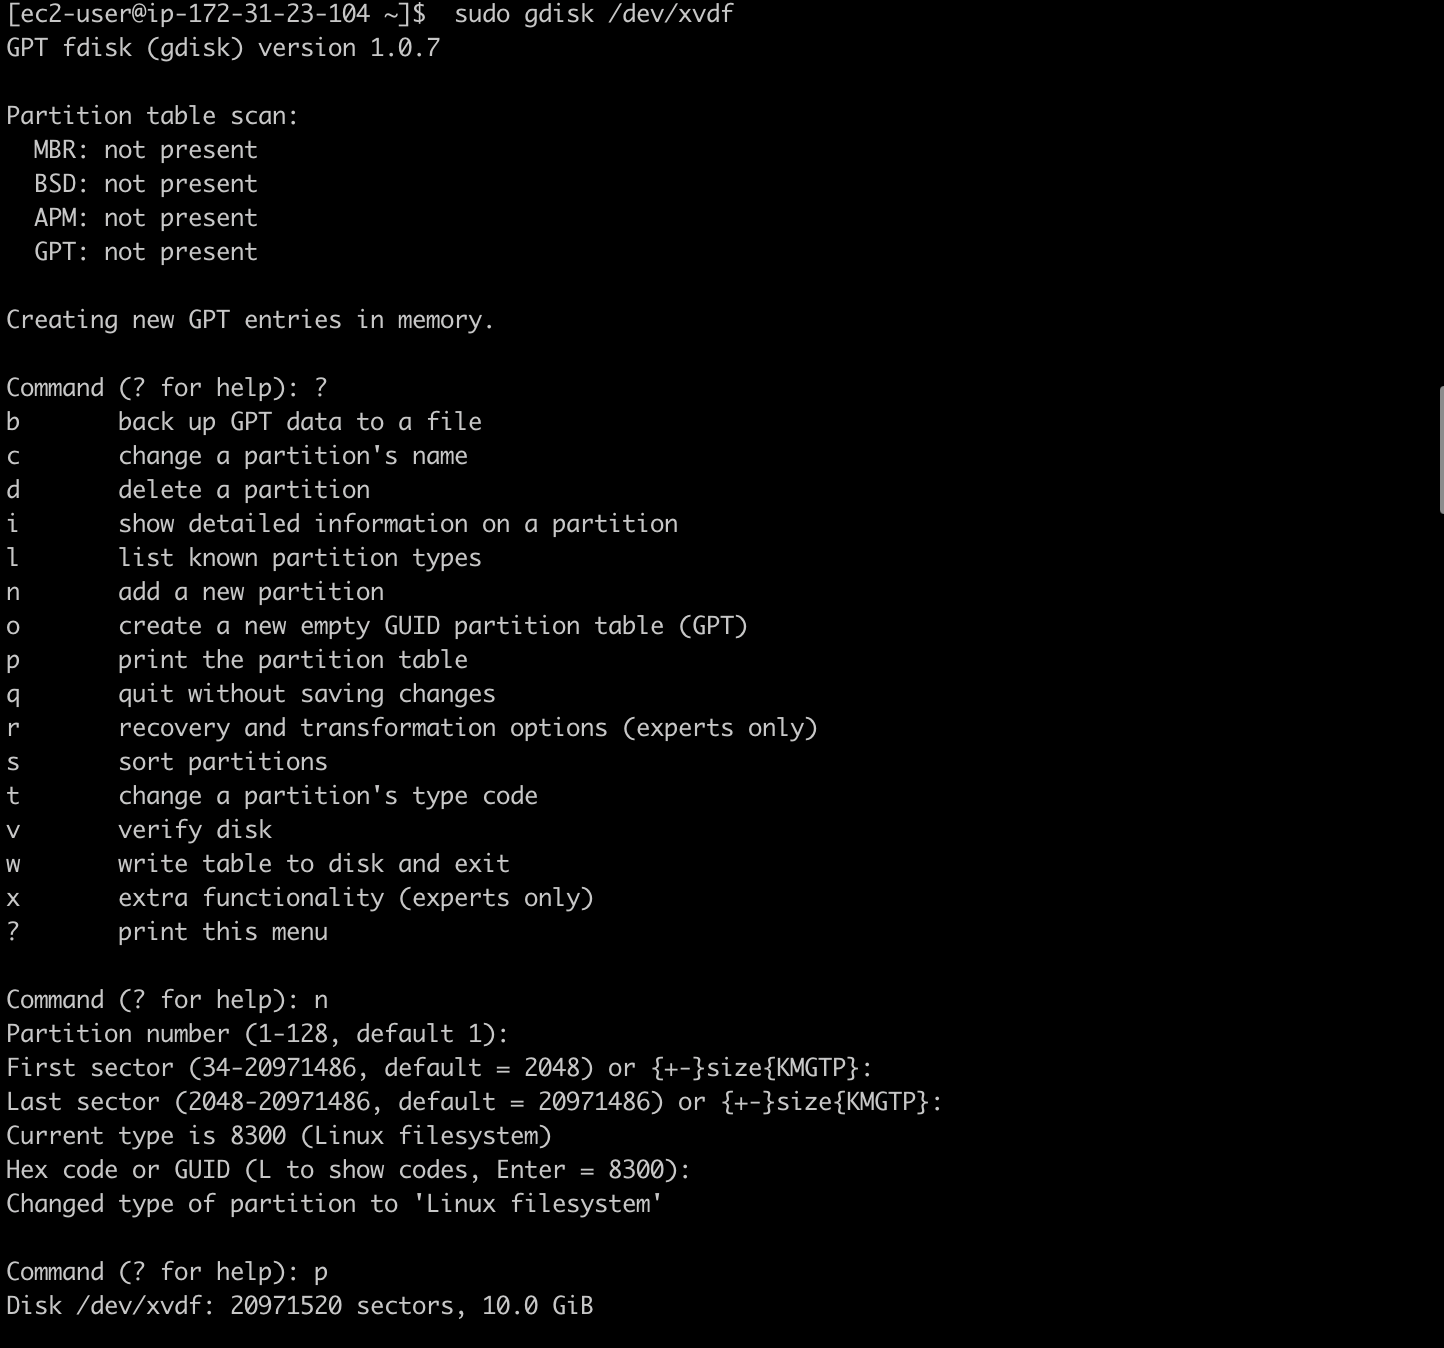 [ec2-user@ip-172-31-23-104 ~]$  sudo gdisk /dev/xvdf
GPT fdisk (gdisk) version 1.0.7

Partition table scan:
  MBR: not present
  BSD: not present
  APM: not present
  GPT: not present

Creating new GPT entries in memory.

Command (? for help): ?
b       back up GPT data to a file
c       change a partition's name
d       delete a partition
i       show detailed information on a partition
l       list known partition types
n       add a new partition
o       create a new empty GUID partition table (GPT)
p       print the partition table
q       quit without saving changes
r       recovery and transformation options (experts only)
s       sort partitions
t       change a partition's type code
v       verify disk
w       write table to disk and exit
x       extra functionality (experts only)
?       print this menu

Command (? for help): n
Partition number (1-128, default 1):
First sector (34-20971486, default = 2048) or {+-}size{KMGTP}:
Last sector (2048-20971486, default = 20971486) or {+-}size{KMGTP}:
Current type is 8300 (Linux filesystem)
Hex code or GUID (L to show codes, Enter = 8300):
Changed type of partition to 'Linux filesystem'

Command (? for help): p
Disk /dev/xvdf: 20971520 sectors, 10.0 GiB